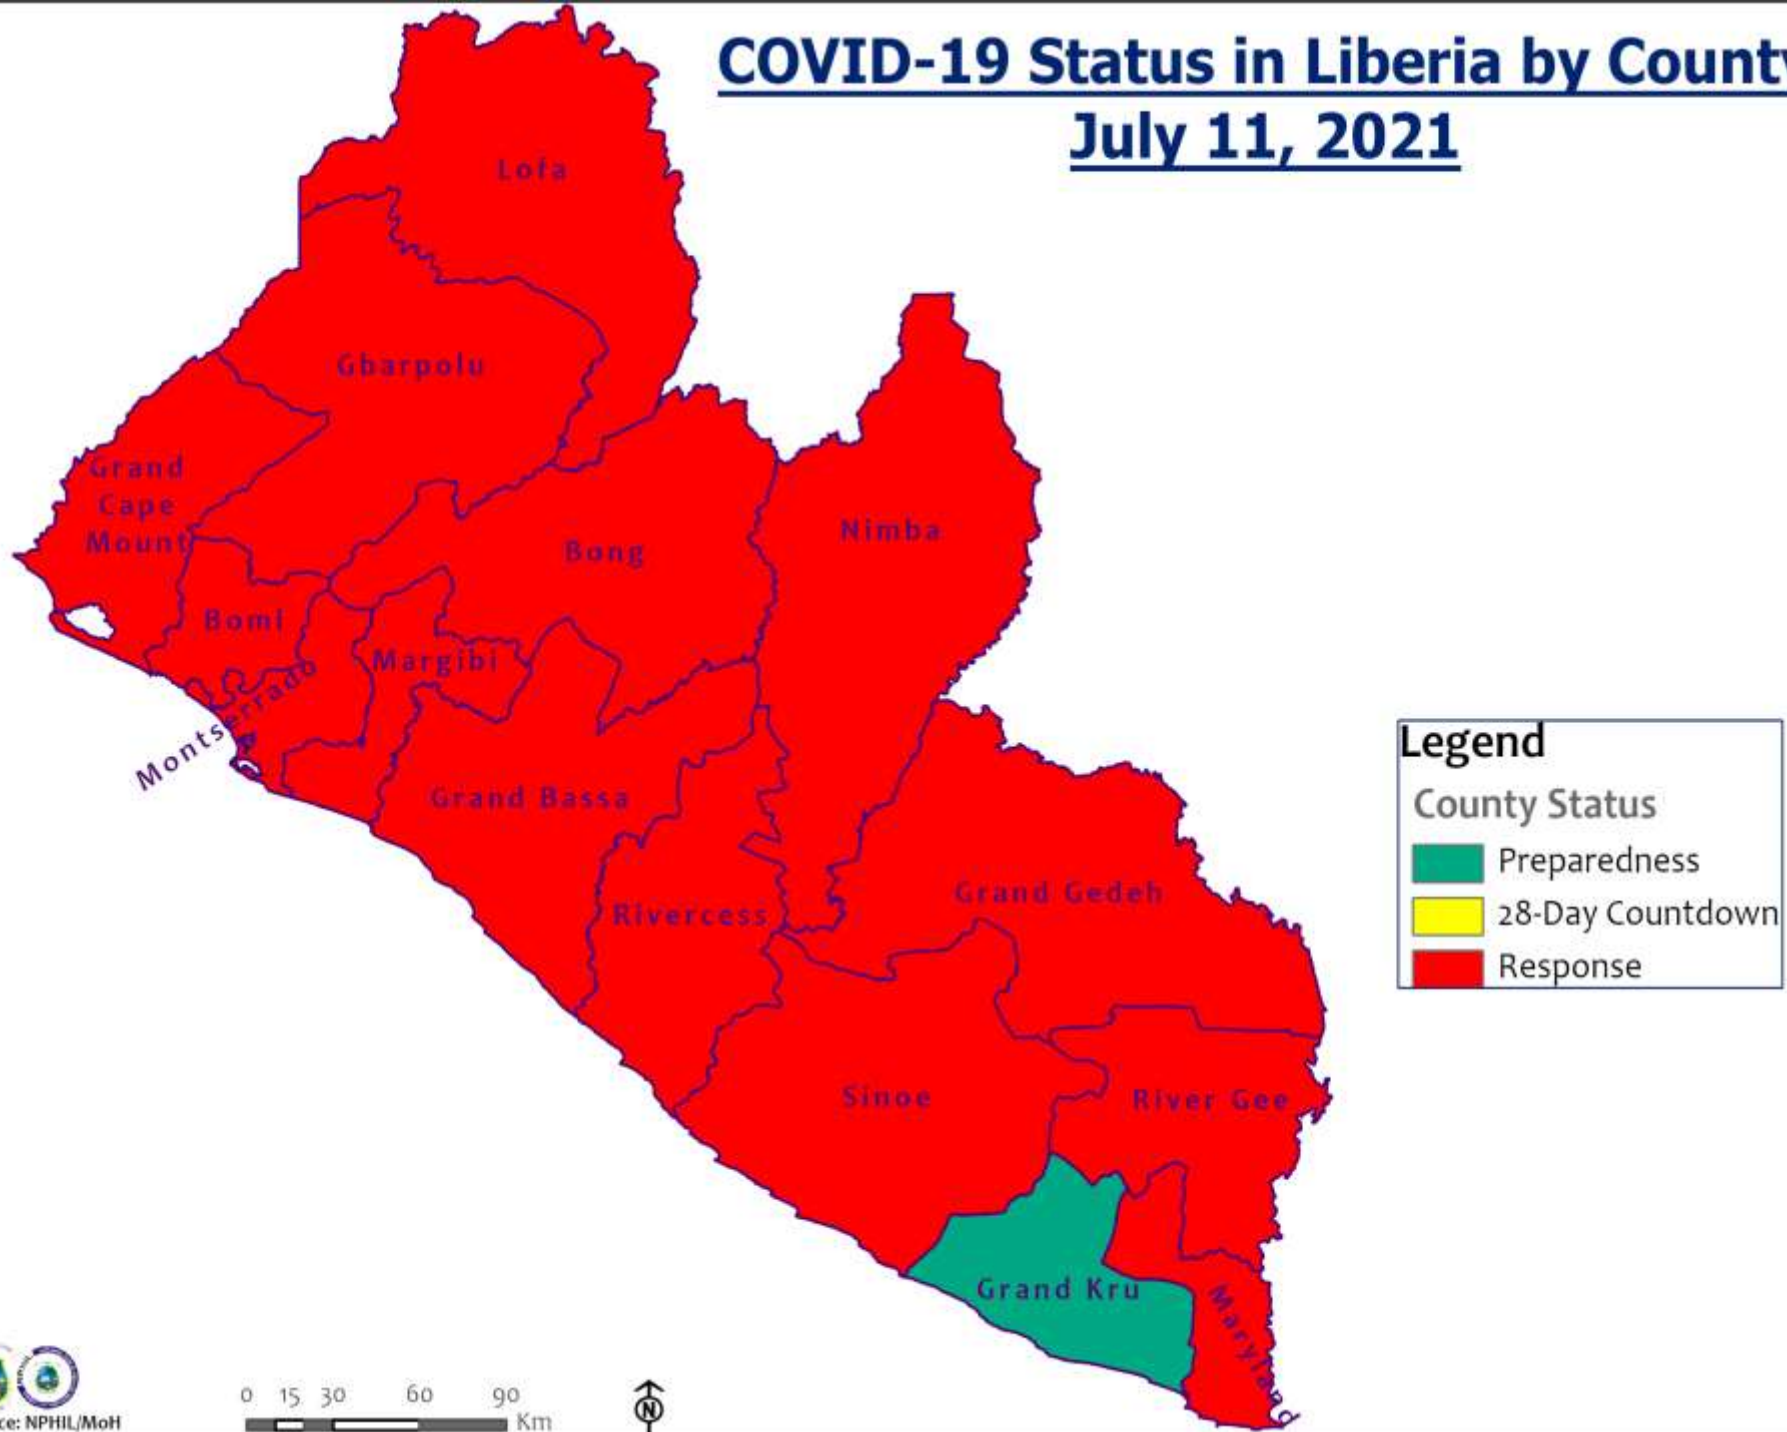 COVID-19 Status in Liberia by County
July 11, 2021
Lofa
Gbarpolu
Grand
Cape
Mount
Bong
Nimba
Bomi
Margibi
Montserrado
Grand Bassa
Rivercess
Grand Gedeh
Sinoe
River Gee
Grand Kru
Maryland
Legend
County Status
Preparedness
28-Day Countdown
Response
0 15 30 60 90
Km
N
ce: NPHIL/MoH